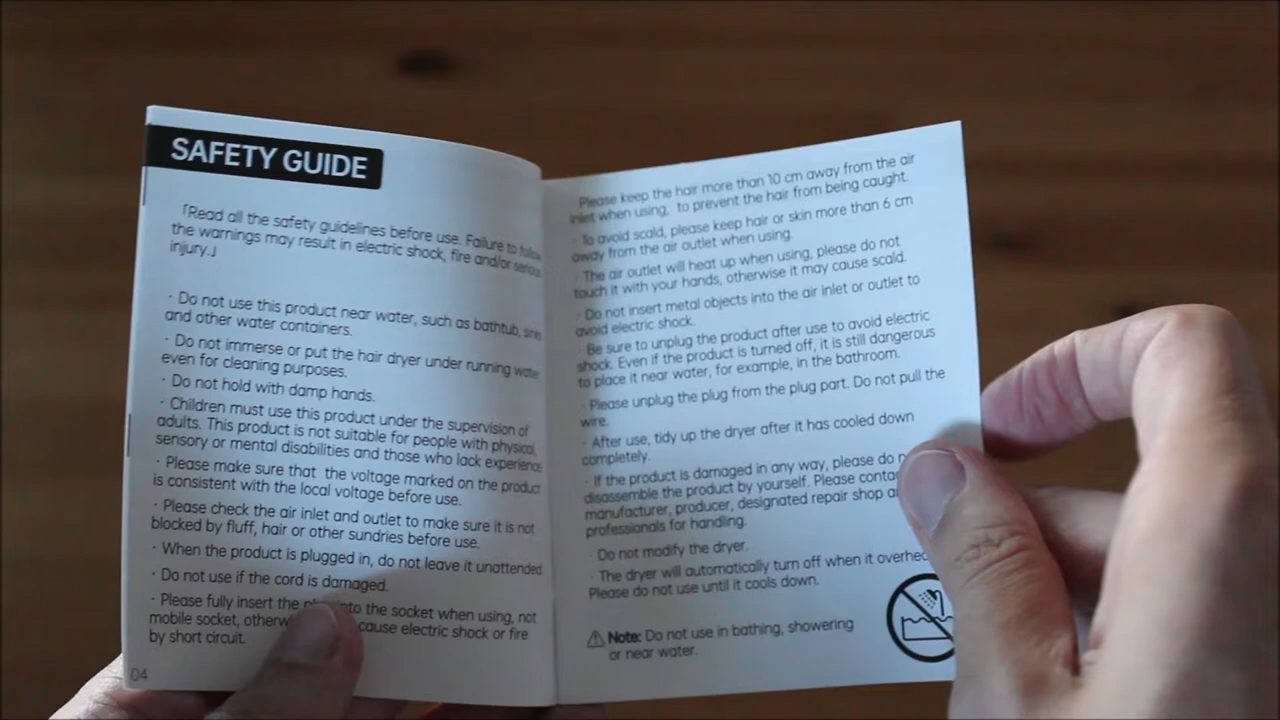 SAFETY GUIDE
「Read all the safety guidelines before use. Failure to follow
the warnings may result in electric shock, fire and/or serious
injury.」
· Do not use this product near water, such as bathtub,
and other water containers.
· Do not immerse or put the hair dryer under running water
even for cleaning purposes.
· Do not hold with damp hands.
· Children must use this product under the supervision of
adults. This product is not suitable for people with physical,
sensory or mental disabilities and those who lack experience
· Please make sure that the voltage marked on the product
is consistent with the local voltage before use.
· Please check the air inlet and outlet to make sure it is not
blocked by fluff, hair or other sundries before use.
· When the product is plugged in, do not leave it unattended
· Do not use if the cord is damaged.
· Please fully insert the into the socket when using, not
mobile socket, cause electric shock or fire
by short circuit.
04
Please keep the hair more than 10 cm away from the air
inlet when using, to prevent the hair from being caught.
· To avoid scald, please keep hair or skin more than 6 cm
away from the air outlet when using.
· The air outlet will heat up when using, please do not
touch it with your hands, otherwise it may cause scald.
· Do not insert metal objects into the air inlet or outlet to
avoid electric shock.
· Be sure to unplug the product after use to avoid electric
shock. Even if the product is turned off, it is still dangerous
to place it near water, for example, in the bathroom.
· Please unplug the plug from the plug part. Do not pull the
wire.
· After use, tidy up the dryer after it has cooled down
completely.
· If the product is damaged in any way, please do
disassemble the product by yourself. Please
manufacturer, producer, designated repair shop
professionals for handling.
· Do not modify the dryer.
· The dryer will automatically turn off when it
Please do not use until it cools down.
Note: Do not use in bathing, showering
or near water.